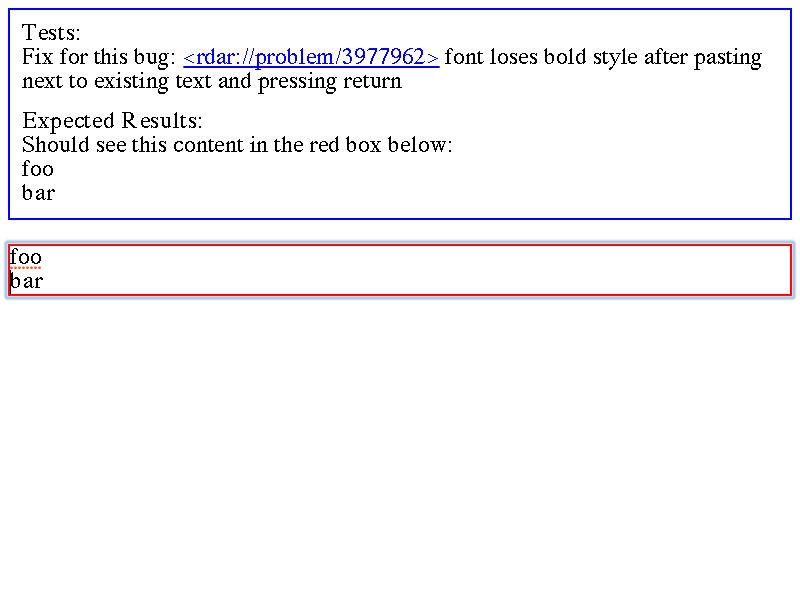 Tests:
Fix for this bug: <rdar://problem/3977962> font loses bold style after pasting
next to existing text and pressing return
Expected Results:
Should see this content in the red box below:
foo
bar
foo
bar